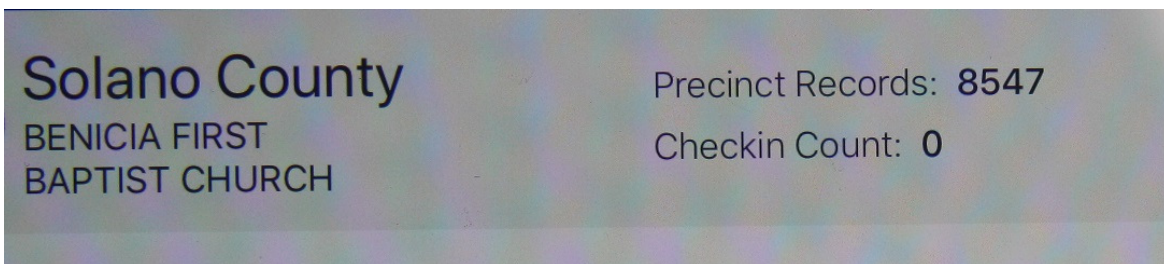 Solano County
BENICIA FIRST
BAPTIST CHURCH
Precinct Records: 8547
Checkin Count: 0